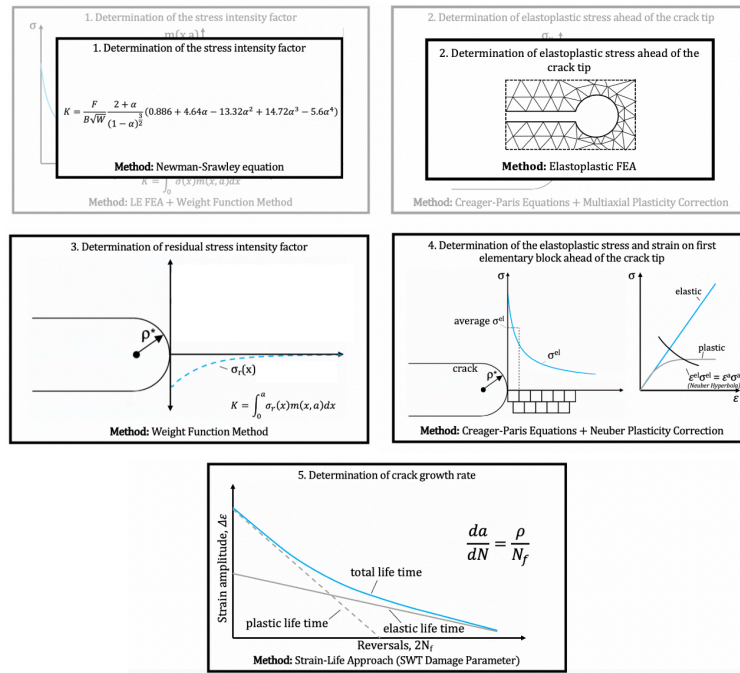 1. Determination of the stress intensity factor
σ
m(x,a)
1. Determination of the stress intensity factor
K = F/(B√W) (2 + α)/(1 − α)^(3/2) (0.886 + 4.64α − 13.32α² + 14.72α³ − 5.6α⁴)
Method: Newman-Srawley equation
K = ∫₀ σ(x)m(x, a)dx
Method: LE FEA + Weight Function Method
2. Determination of elastoplastic stress ahead of the crack tip
2. Determination of elastoplastic stress ahead of the
crack tip
Method: Elastoplastic FEA
Method: Creager-Paris Equations + Multiaxial Plasticity Correction
3. Determination of residual stress intensity factor
ρ*
σr(x)
K = ∫₀ᵃ σr(x)m(x, a)dx
Method: Weight Function Method
4. Determination of the elastoplastic stress and strain on first
elementary block ahead of the crack tip
σ
average σᵉˡ
σᵉˡ
crack
ρ*
σ
elastic
plastic
εᵉˡσᵉˡ = εᵃσᵃ
(Neuber Hyperbola)
ε
Method: Creager-Paris Equations + Neuber Plasticity Correction
5. Determination of crack growth rate
Strain amplitude, Δε
da/dN = ρ/Nf
total life time
plastic life time
elastic life time
Reversals, 2Nf
Method: Strain-Life Approach (SWT Damage Parameter)